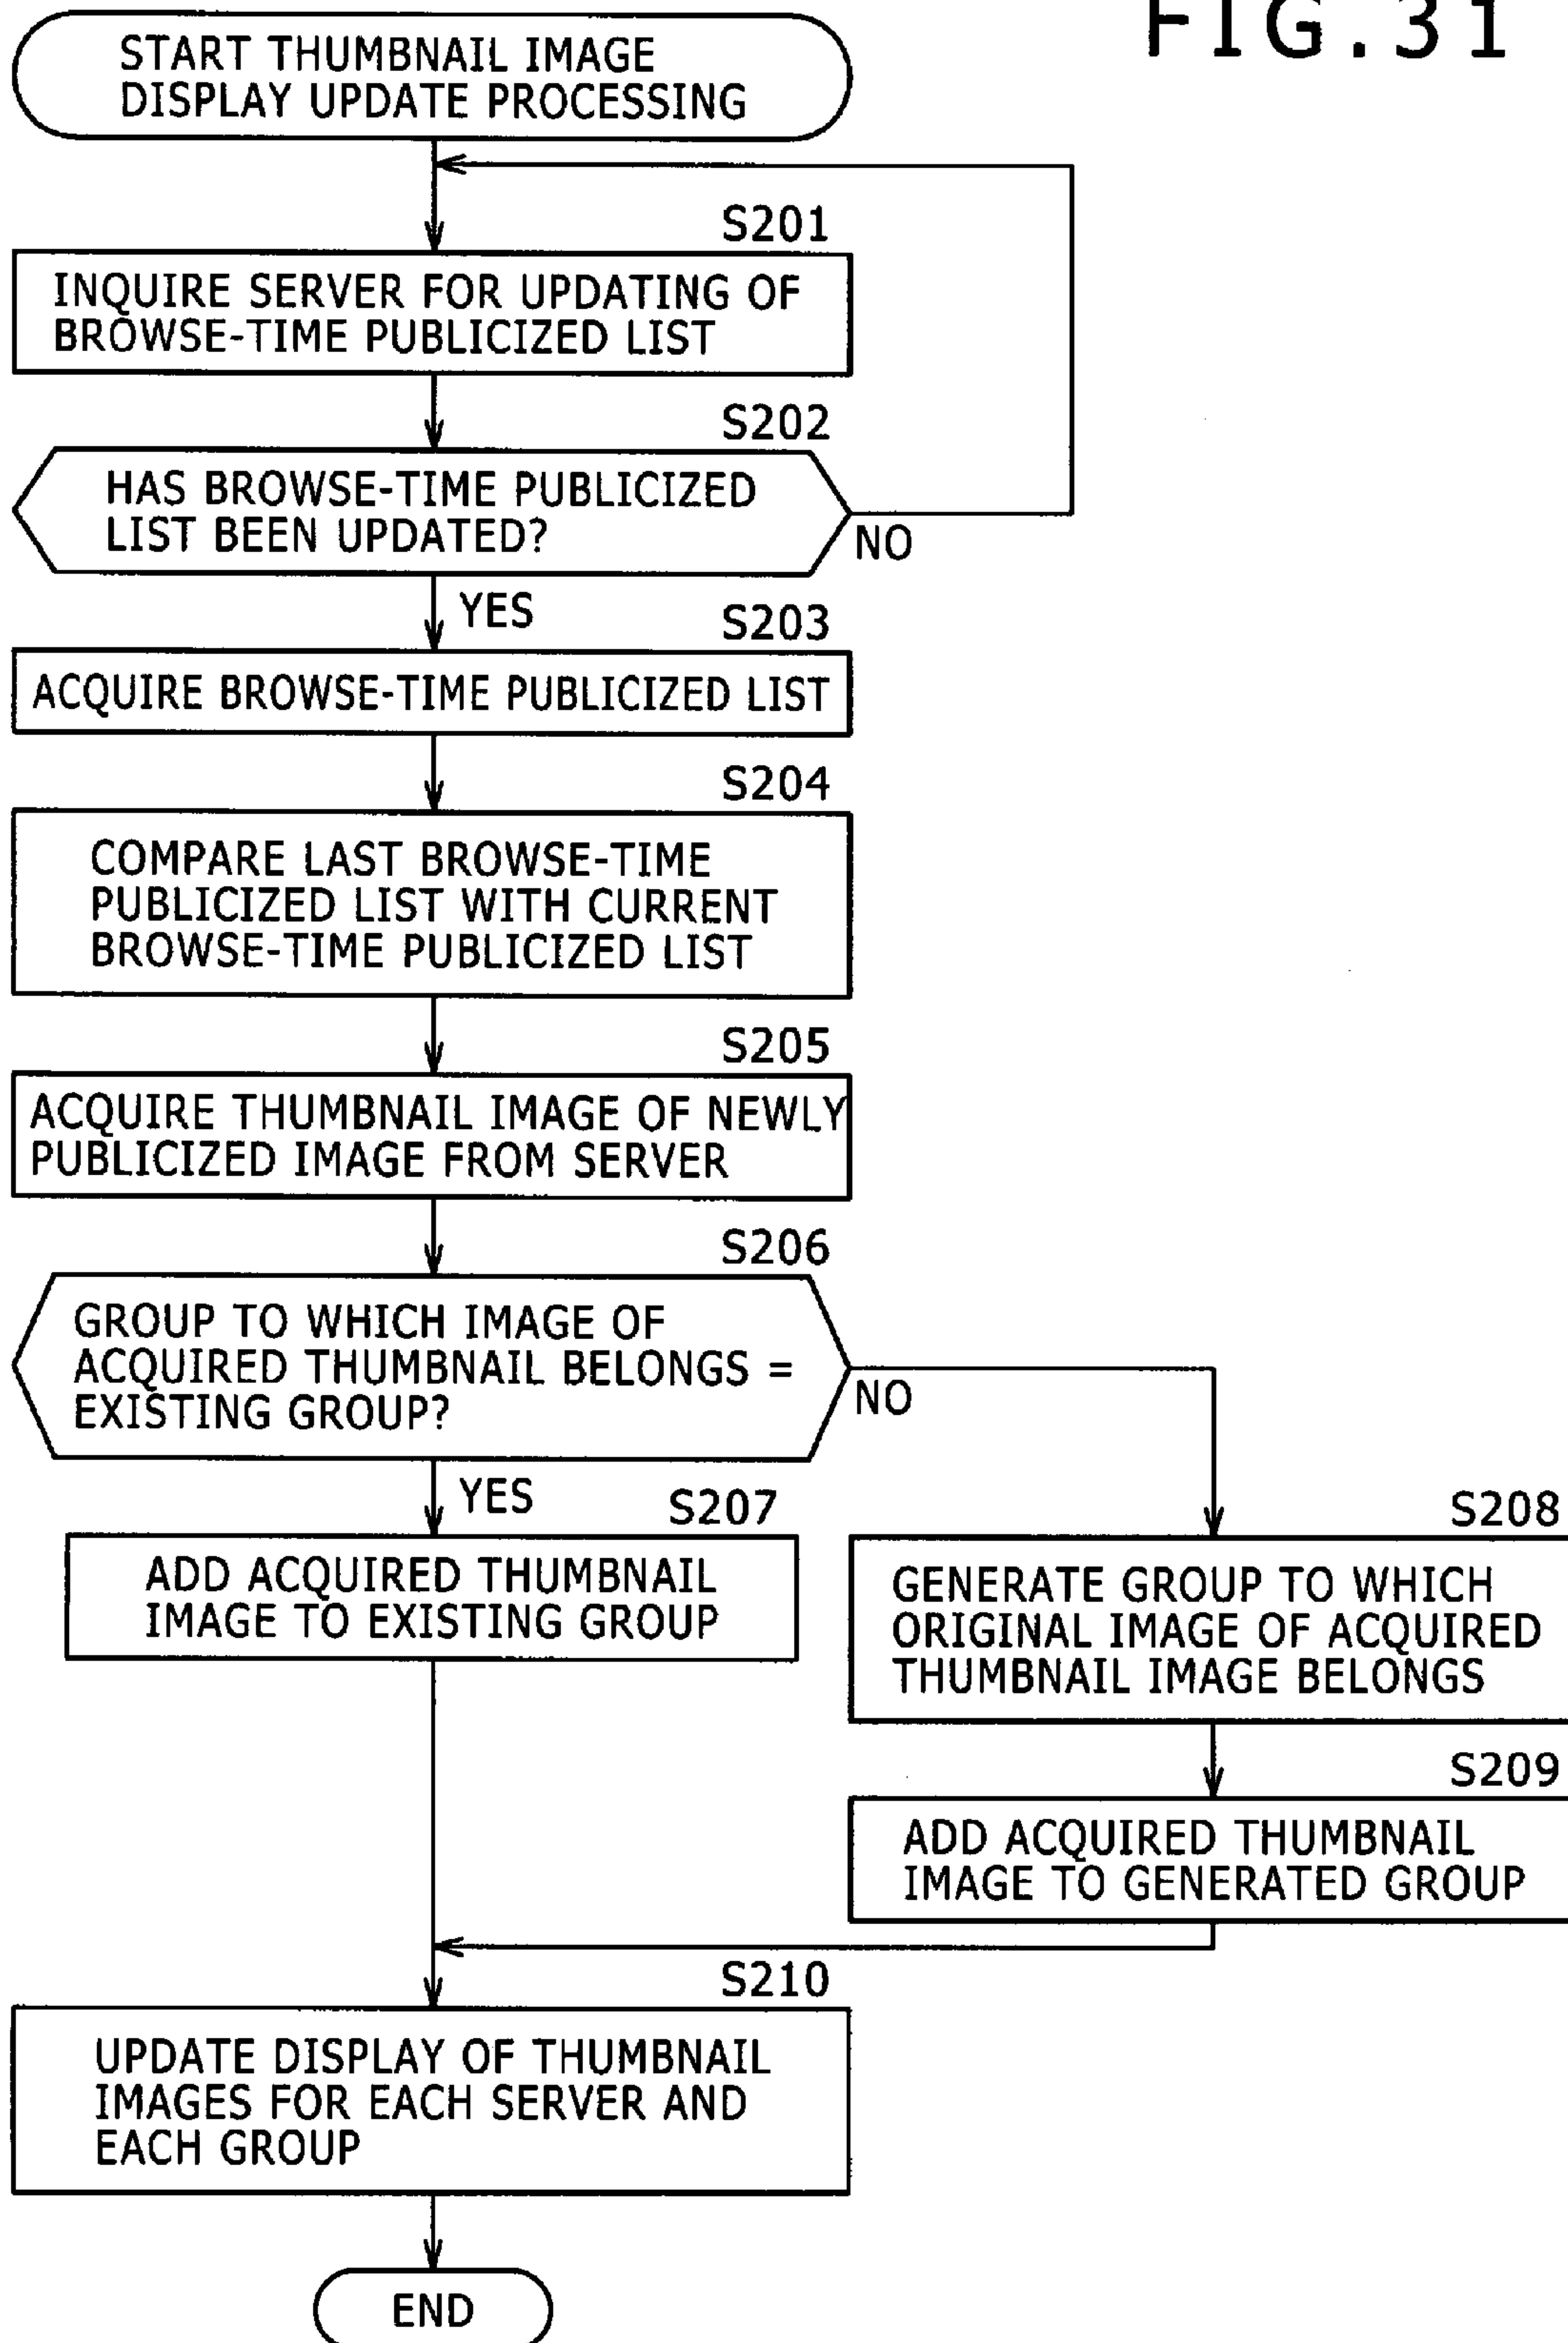 FIG.31
START THUMBNAIL IMAGE
DISPLAY UPDATE PROCESSING
S201
INQUIRE SERVER FOR UPDATING OF
BROWSE-TIME PUBLICIZED LIST
S202
HAS BROWSE-TIME PUBLICIZED
LIST BEEN UPDATED?
NO
YES
S203
ACQUIRE BROWSE-TIME PUBLICIZED LIST
S204
COMPARE LAST BROWSE-TIME
PUBLICIZED LIST WITH CURRENT
BROWSE-TIME PUBLICIZED LIST
S205
ACQUIRE THUMBNAIL IMAGE OF NEWLY
PUBLICIZED IMAGE FROM SERVER
S206
GROUP TO WHICH IMAGE OF
ACQUIRED THUMBNAIL BELONGS =
EXISTING GROUP?
NO
YES
S207
ADD ACQUIRED THUMBNAIL
IMAGE TO EXISTING GROUP
S208
GENERATE GROUP TO WHICH
ORIGINAL IMAGE OF ACQUIRED
THUMBNAIL IMAGE BELONGS
S209
ADD ACQUIRED THUMBNAIL
IMAGE TO GENERATED GROUP
S210
UPDATE DISPLAY OF THUMBNAIL
IMAGES FOR EACH SERVER AND
EACH GROUP
END